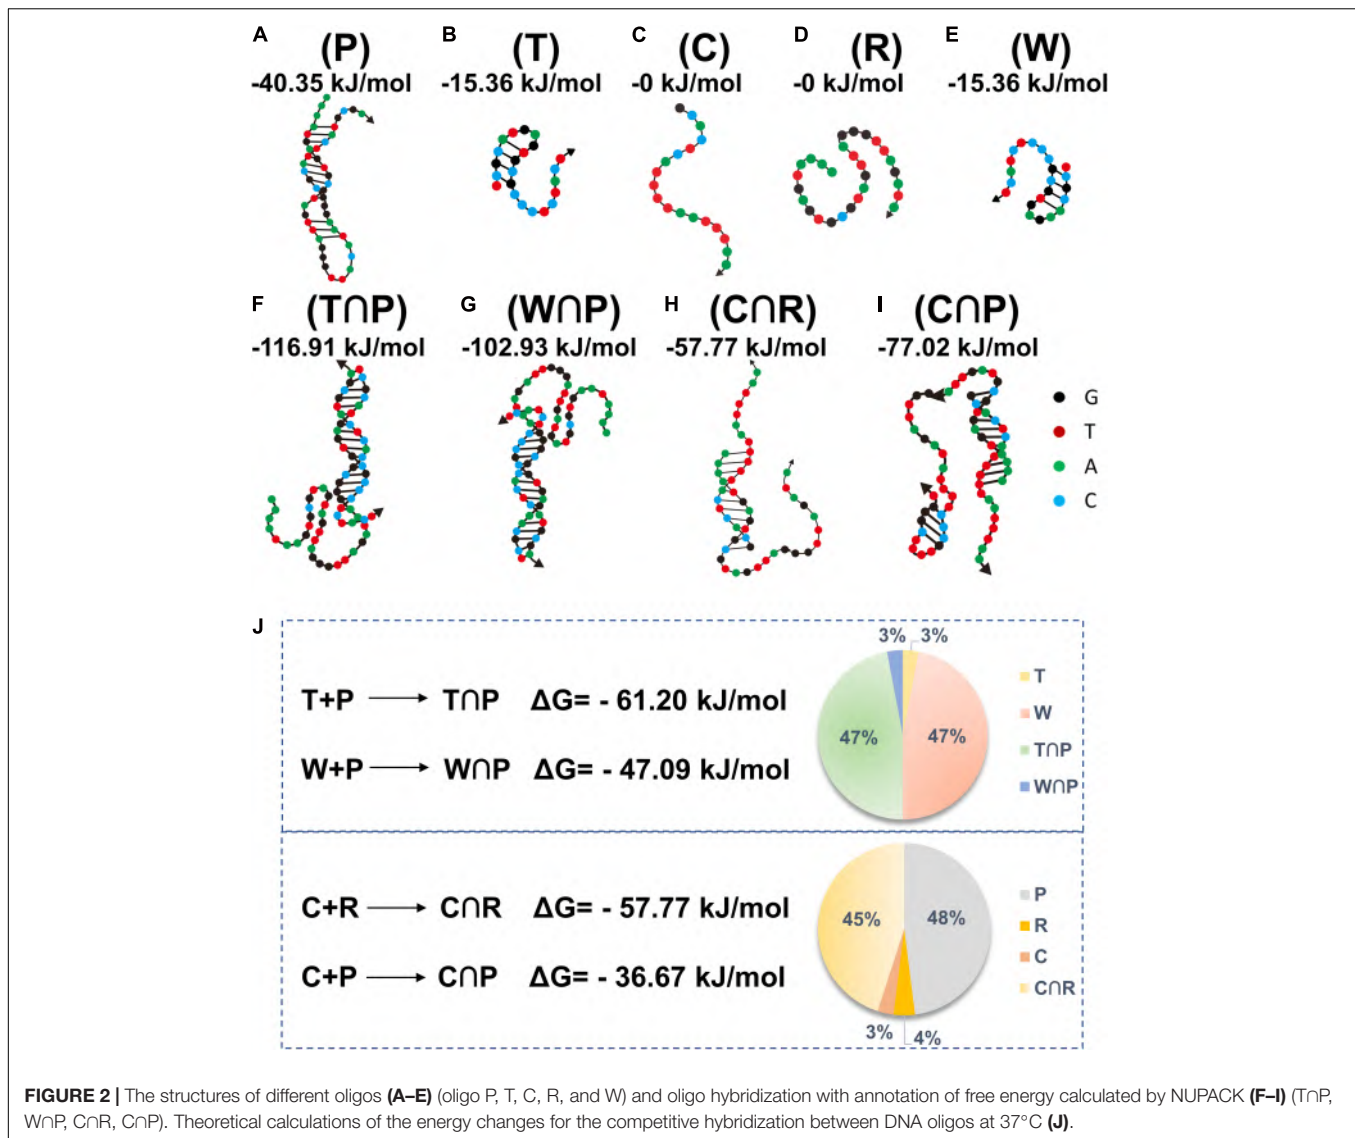 A (P)
-40.35 kJ/mol
B (T)
-15.36 kJ/mol
C (C)
-0 kJ/mol
D (R)
-0 kJ/mol
E (W)
-15.36 kJ/mol
F (T∩P)
-116.91 kJ/mol
G (W∩P)
-102.93 kJ/mol
H (C∩R)
-57.77 kJ/mol
I (C∩P)
-77.02 kJ/mol
G
T
A
C
J
T+P T∩P ΔG= - 61.20 kJ/mol
W+P W∩P ΔG= - 47.09 kJ/mol
3% 3%
47% 47%
T
W
T∩P
W∩P
C+R C∩R ΔG= - 57.77 kJ/mol
C+P C∩P ΔG= - 36.67 kJ/mol
45% 48%
3% 4%
P
R
C
C∩R
FIGURE 2 | The structures of different oligos (A–E) (oligo P, T, C, R, and W) and oligo hybridization with annotation of free energy calculated by NUPACK (F–I) (T∩P,
W∩P, C∩R, C∩P). Theoretical calculations of the energy changes for the competitive hybridization between DNA oligos at 37°C (J).